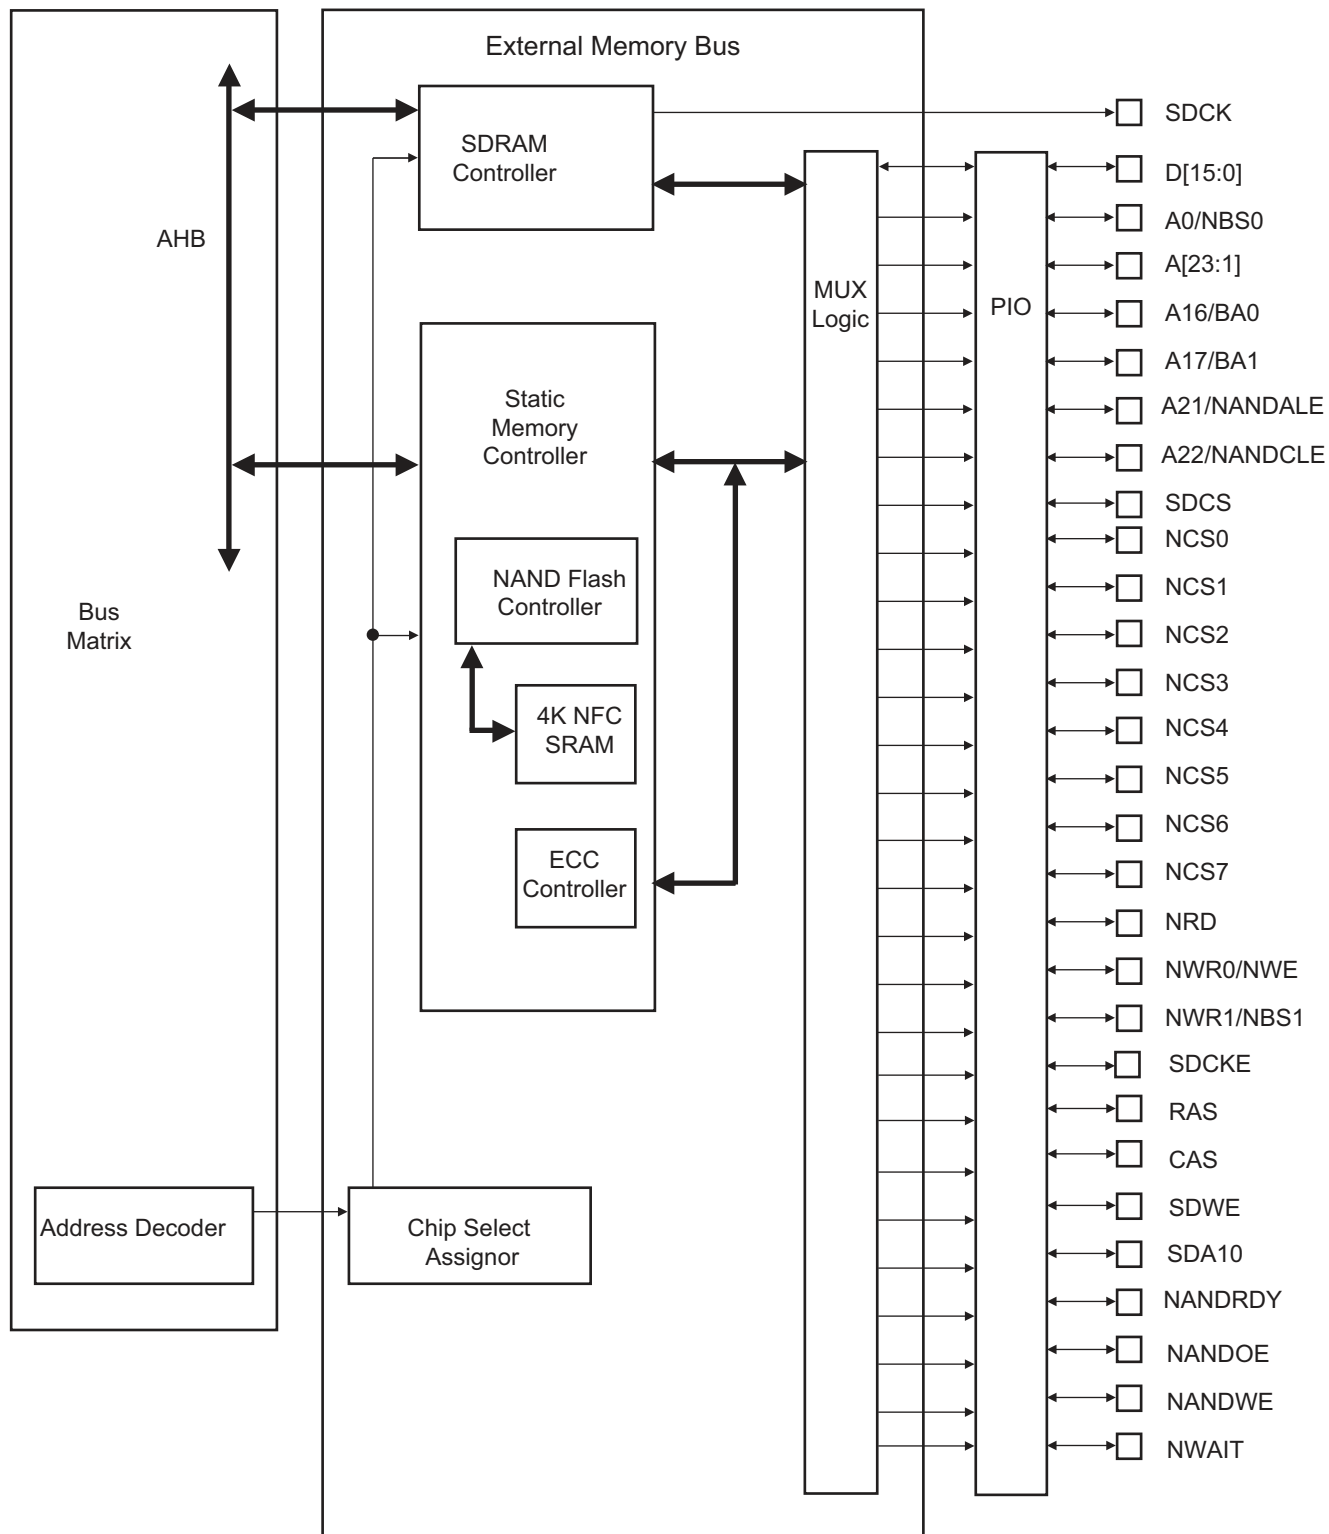 External Memory Bus
SDRAM
Controller
AHB
MUX
Logic
PIO
Static
Memory
Controller
NAND Flash
Controller
4K NFC
SRAM
ECC
Controller
Bus
Matrix
Address Decoder
Chip Select
Assignor
SDCK
D[15:0]
A0/NBS0
A[23:1]
A16/BA0
A17/BA1
A21/NANDALE
A22/NANDCLE
SDCS
NCS0
NCS1
NCS2
NCS3
NCS4
NCS5
NCS6
NCS7
NRD
NWR0/NWE
NWR1/NBS1
SDCKE
RAS
CAS
SDWE
SDA10
NANDRDY
NANDOE
NANDWE
NWAIT